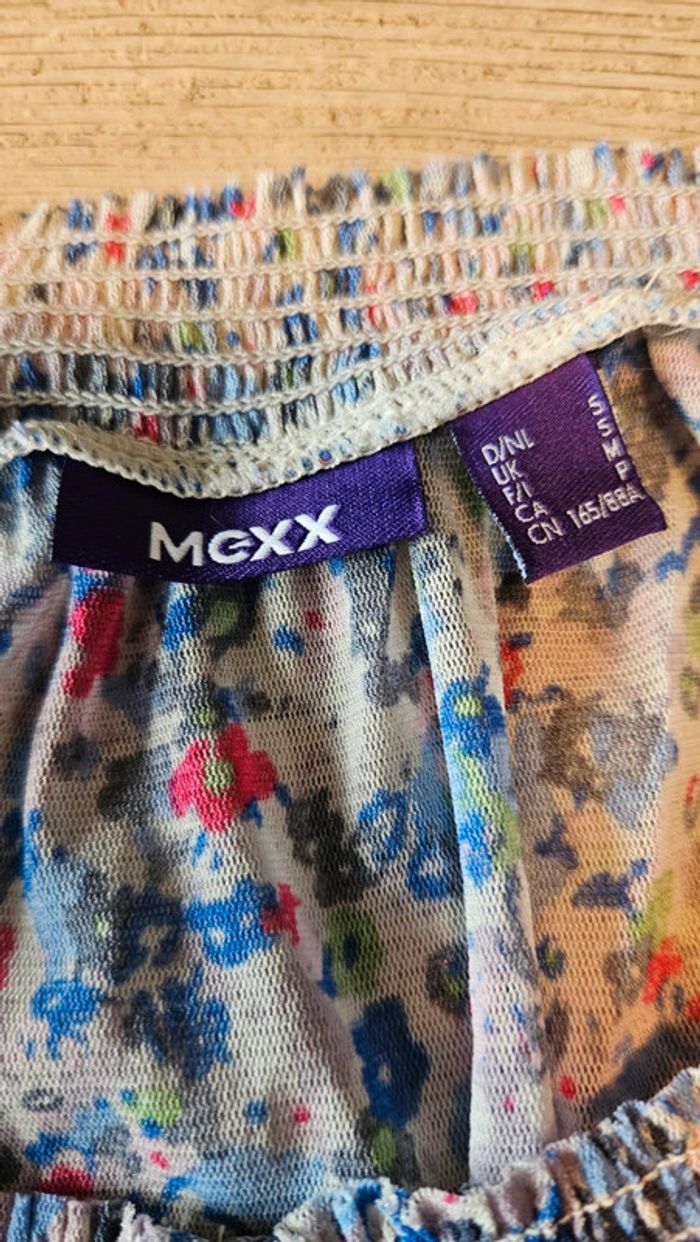 MEXX
D/NL S
UK S
F/I M
CA P
CN 165/88A